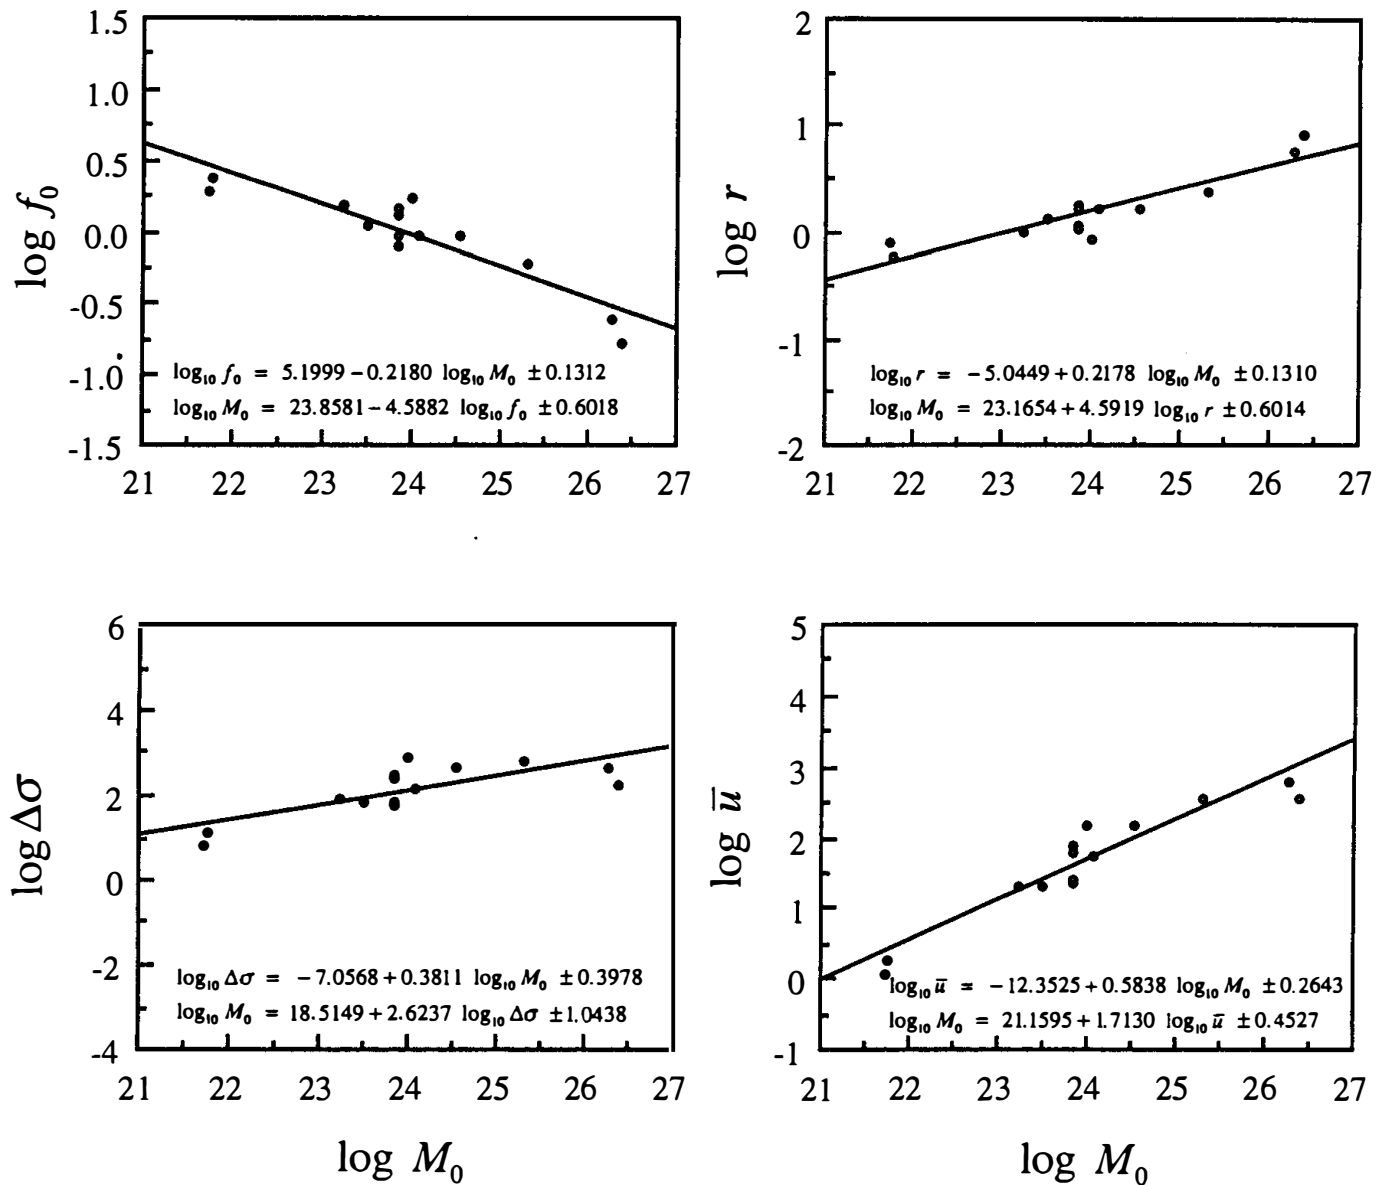 1.5
1.0
0.5
0.0
-0.5
-1.0
-1.5
log f₀
log₁₀ f₀ = 5.1999 – 0.2180 log₁₀ M₀ ± 0.1312
log₁₀ M₀ = 23.8581 – 4.5882 log₁₀ f₀ ± 0.6018
21 22 23 24 25 26 27
2
1
0
-1
-2
log r
log₁₀ r = –5.0449 + 0.2178 log₁₀ M₀ ± 0.1310
log₁₀ M₀ = 23.1654 + 4.5919 log₁₀ r ± 0.6014
21 22 23 24 25 26 27
6
4
2
0
-2
-4
log Δσ
log₁₀ Δσ = –7.0568 + 0.3811 log₁₀ M₀ ± 0.3978
log₁₀ M₀ = 18.5149 + 2.6237 log₁₀ Δσ ± 1.0438
21 22 23 24 25 26 27
log M₀
5
4
3
2
1
0
-1
log u̅
log₁₀ u̅ = –12.3525 + 0.5838 log₁₀ M₀ ± 0.2643
log₁₀ M₀ = 21.1595 + 1.7130 log₁₀ u̅ ± 0.4527
21 22 23 24 25 26 27
log M₀